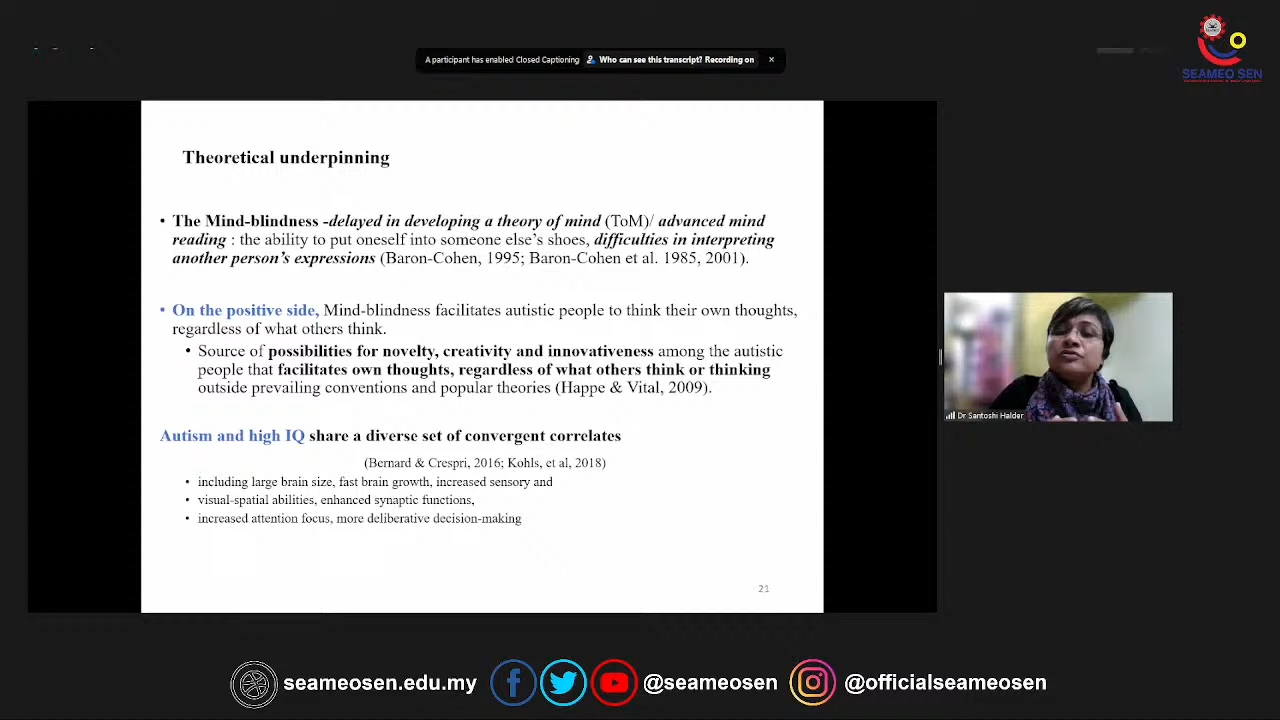 A participant has enabled Closed Captioning Who can see this transcript? Recording on ×
SEAMEO SEN
Theoretical underpinning
• The Mind-blindness -delayed in developing a theory of mind (ToM)/ advanced mind
reading : the ability to put oneself into someone else's shoes, difficulties in interpreting
another person's expressions (Baron-Cohen, 1995; Baron-Cohen et al. 1985, 2001).
• On the positive side, Mind-blindness facilitates autistic people to think their own thoughts,
regardless of what others think.
• Source of possibilities for novelty, creativity and innovativeness among the autistic
people that facilitates own thoughts, regardless of what others think or thinking
outside prevailing conventions and popular theories (Happe & Vital, 2009).
Autism and high IQ share a diverse set of convergent correlates
(Bernard & Crespri, 2016; Kohls, et al, 2018)
• including large brain size, fast brain growth, increased sensory and
• visual-spatial abilities, enhanced synaptic functions,
• increased attention focus, more deliberative decision-making
21
Dr Santoshi Halder
seameosen.edu.my @seameosen @officialseameosen